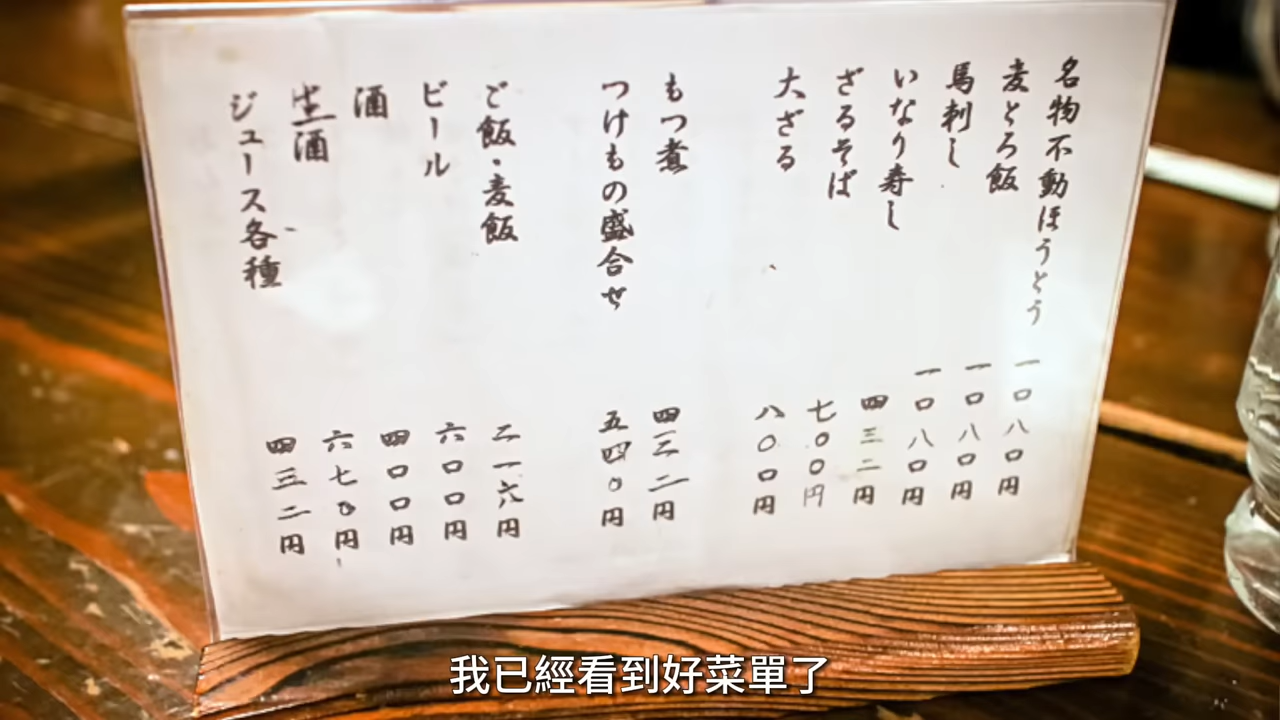 名物不動ほうとう 一〇八〇円
麦とろ飯 一〇八〇円
馬刺し 一〇八〇円
いなり寿し 四三二円
ざるそば 七〇〇円
大ざる 八〇〇円
もつ煮 四三二円
つけもの盛合せ 五四〇円
ご飯・麦飯 二一六円
ビール 六〇〇円
酒 四〇〇円
生酒 六七〇円
ジュース各種 四三二円
我已經看到好菜單了